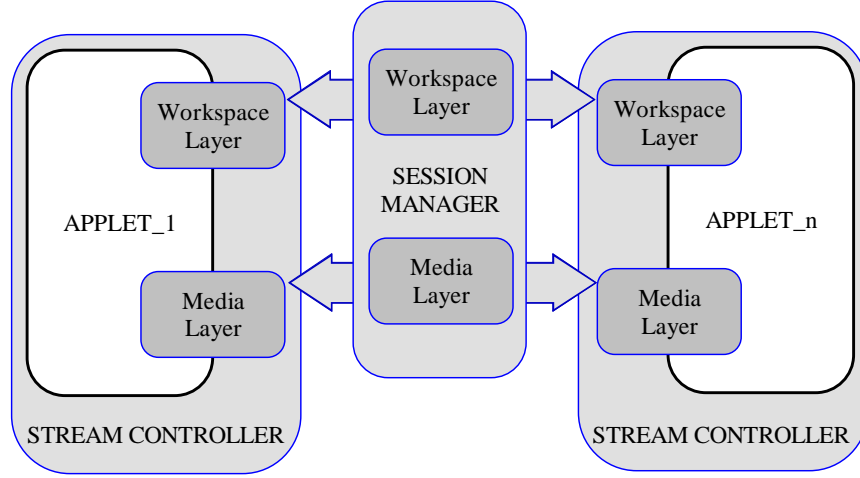 Workspace
Layer
APPLET_1
Media
Layer
STREAM CONTROLLER
Workspace
Layer
SESSION
MANAGER
Media
Layer
Workspace
Layer
APPLET_n
Media
Layer
STREAM CONTROLLER